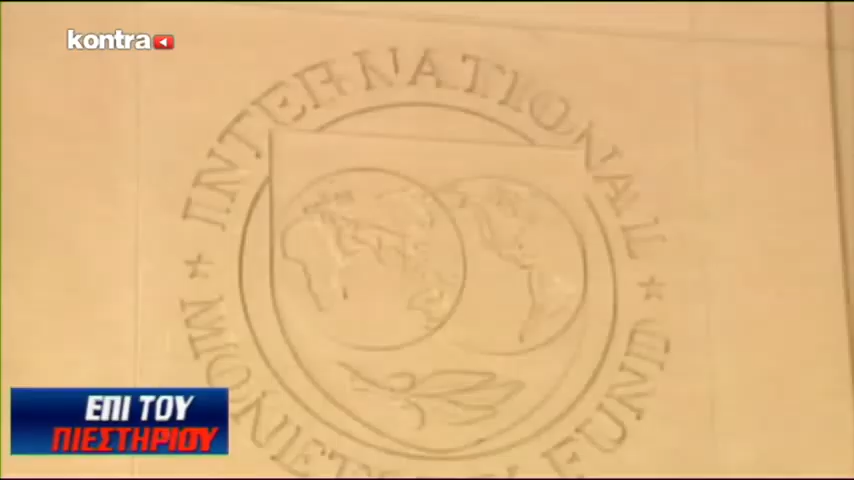 kontra
INTERNATIONAL
MONETARY FUND
ΕΠΙ ΤΟΥ
ΠΙΕΣΤΗΡΙΟΥ